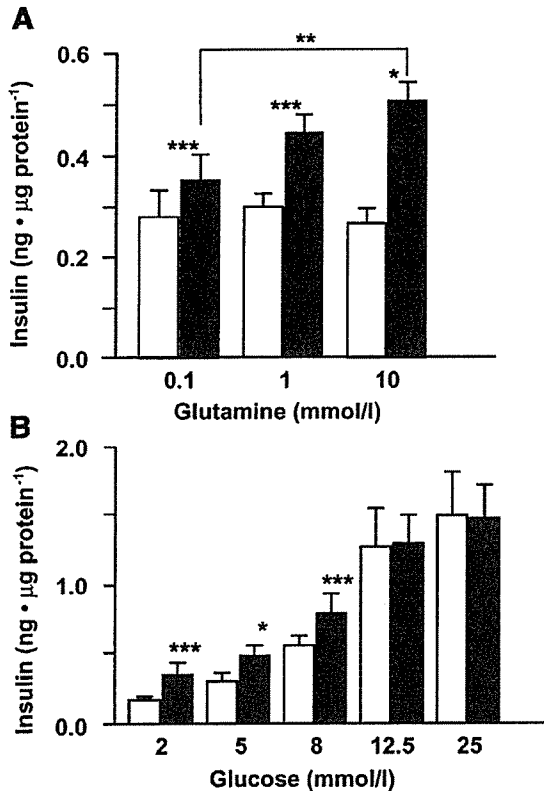 A
Insulin (ng • µg protein⁻¹)
0.6
0.4
0.2
0.0
**
***
***
*
0.1 1 10
Glutamine (mmol/l)
B
Insulin (ng • µg protein⁻¹)
2.0
1.0
0.0
***
*
***
2 5 8 12.5 25
Glucose (mmol/l)